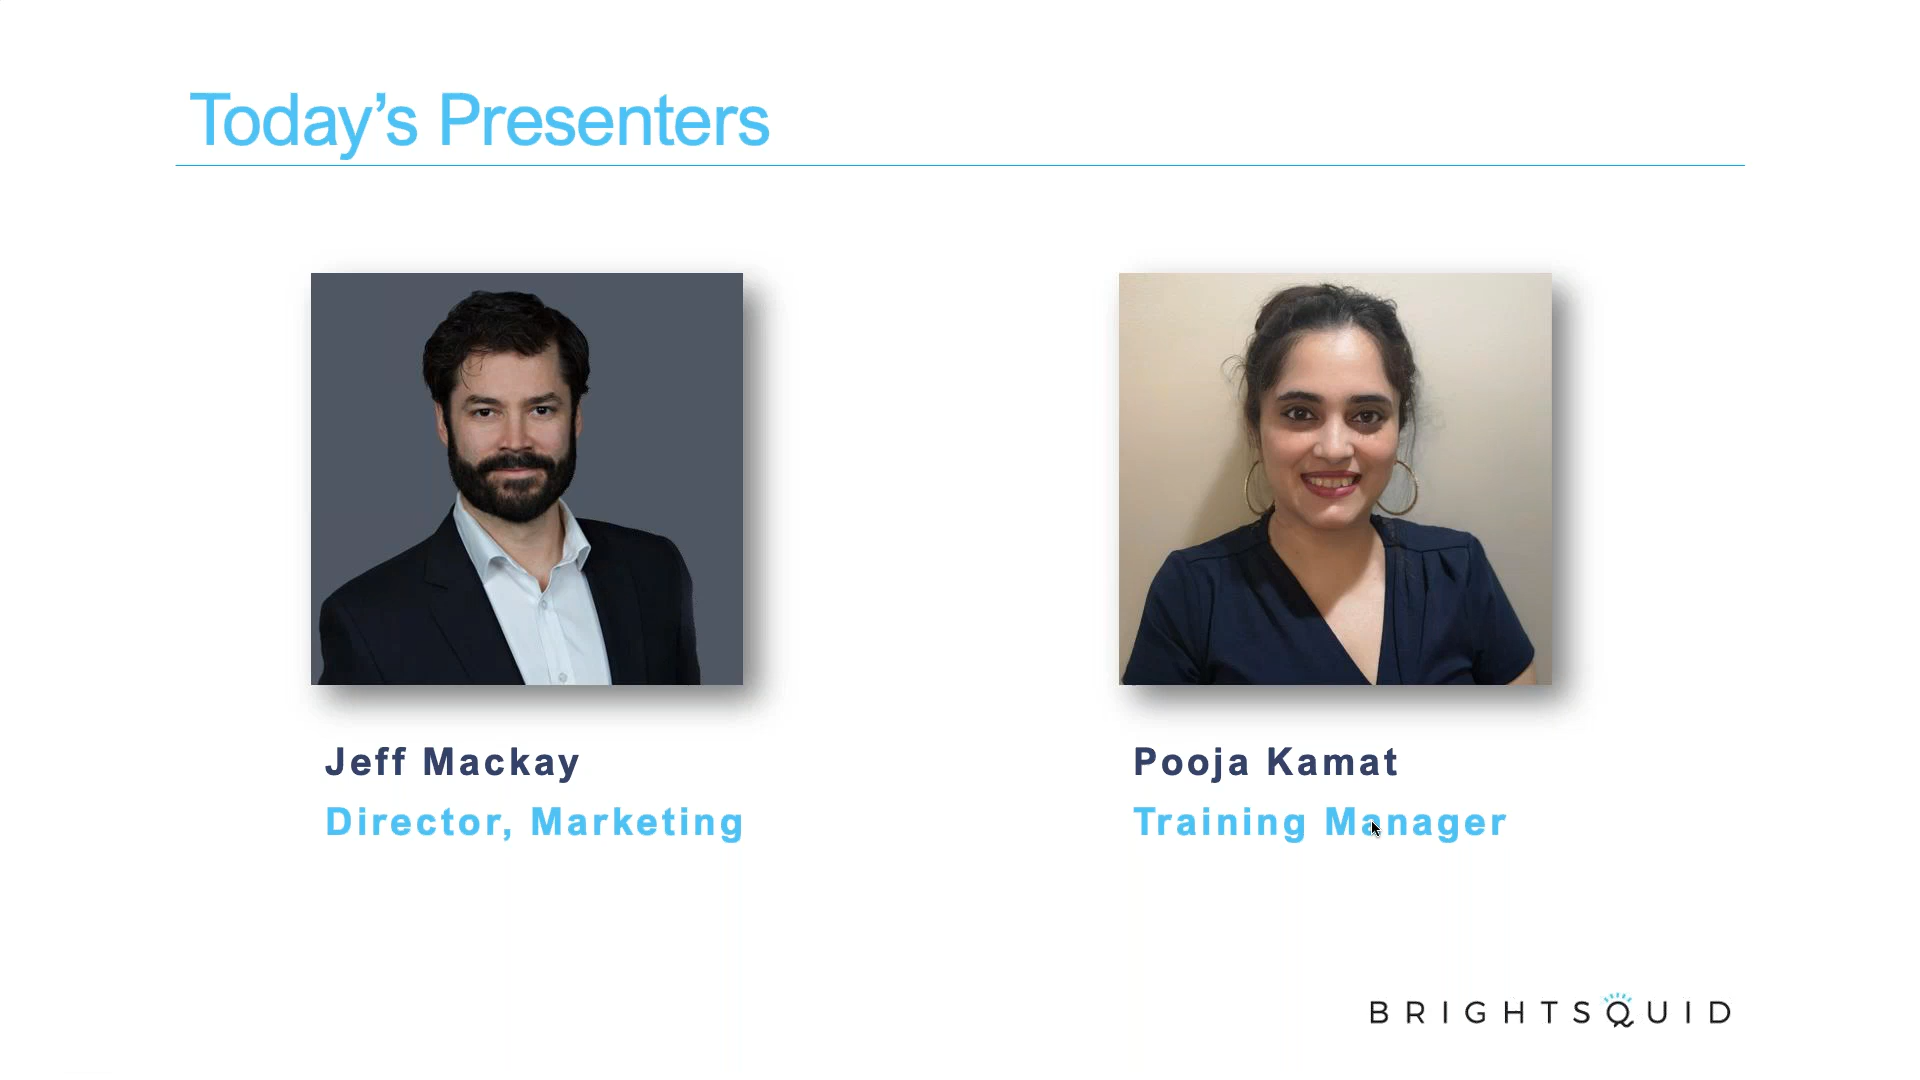 Today’s Presenters
Jeff Mackay
Director, Marketing
Pooja Kamat
Training Manager
BRIGHTSQUID